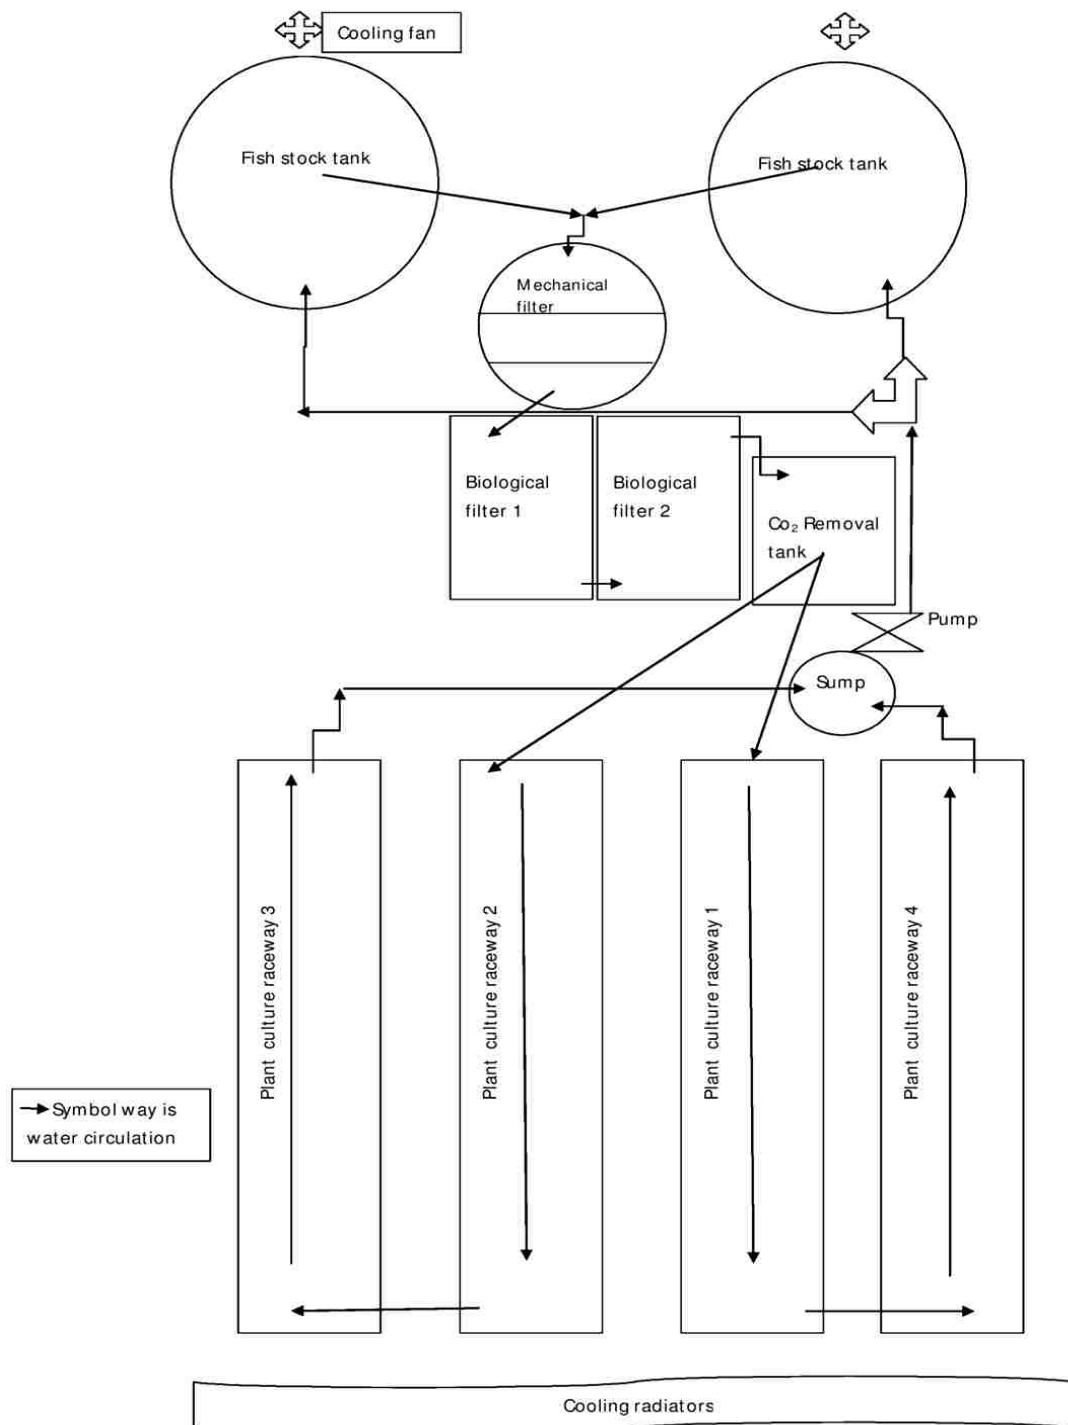 Cooling fan
Fish stock tank
Fish stock tank
Mechanical
filter
Biological
filter 1
Biological
filter 2
Co₂ Removal
tank
Pump
Sump
Plant culture raceway 3
Plant culture raceway 2
Plant culture raceway 1
Plant culture raceway 4
Symbol way is
water circulation
Cooling radiators